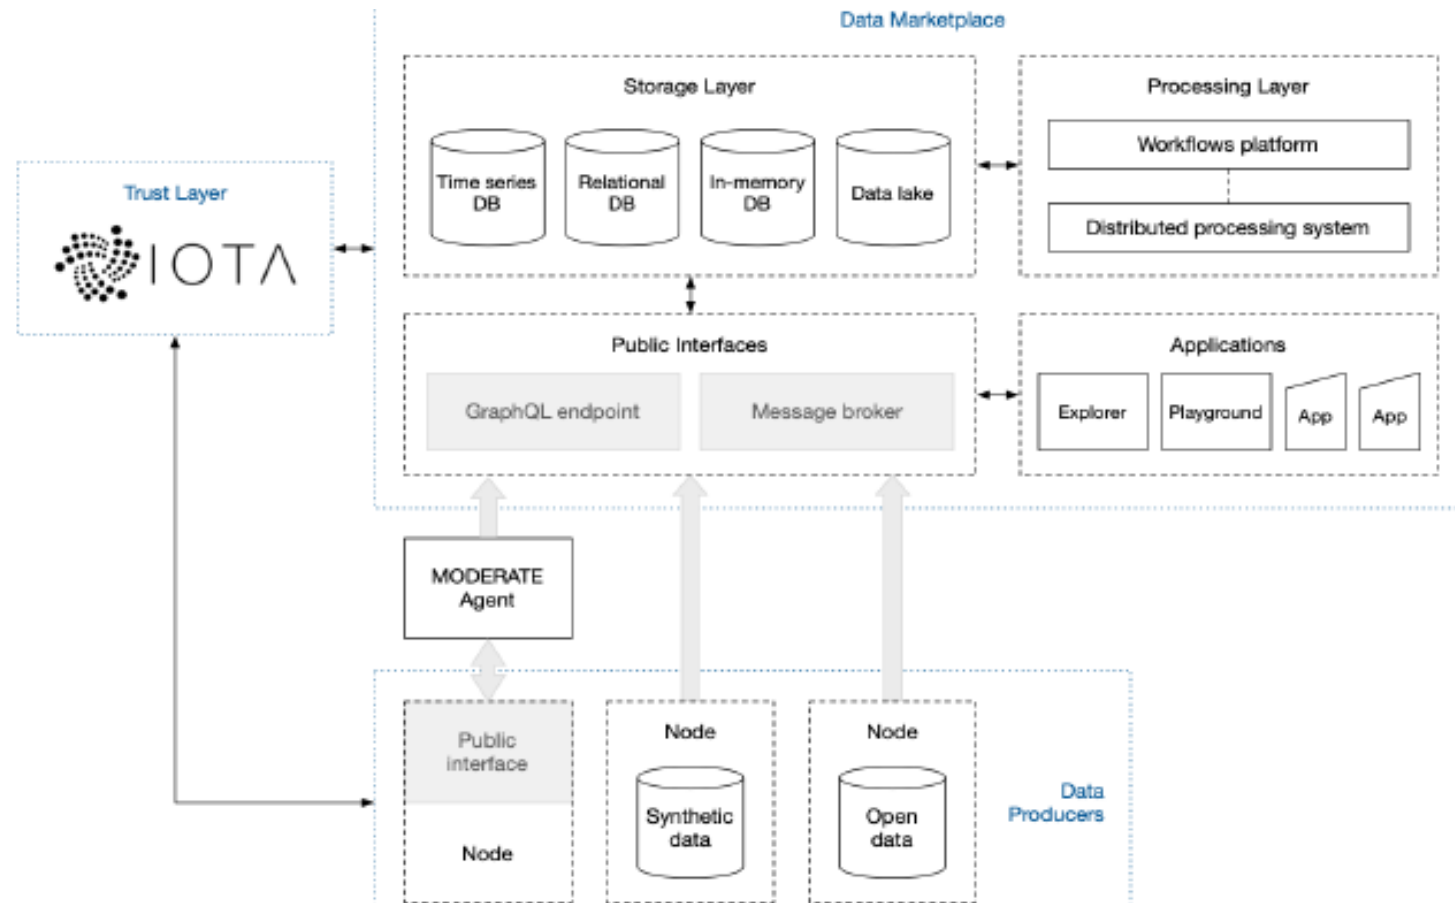 Data Marketplace
Storage Layer
Time series
DB
Relational
DB
In-memory
DB
Data lake
Processing Layer
Workflows platform
Distributed processing system
Trust Layer
IOTA
Public Interfaces
GraphQL endpoint
Message broker
Applications
Explorer
Playground
App
App
MODERATE
Agent
Public
interface
Node
Node
Synthetic
data
Node
Open
data
Data
Producers